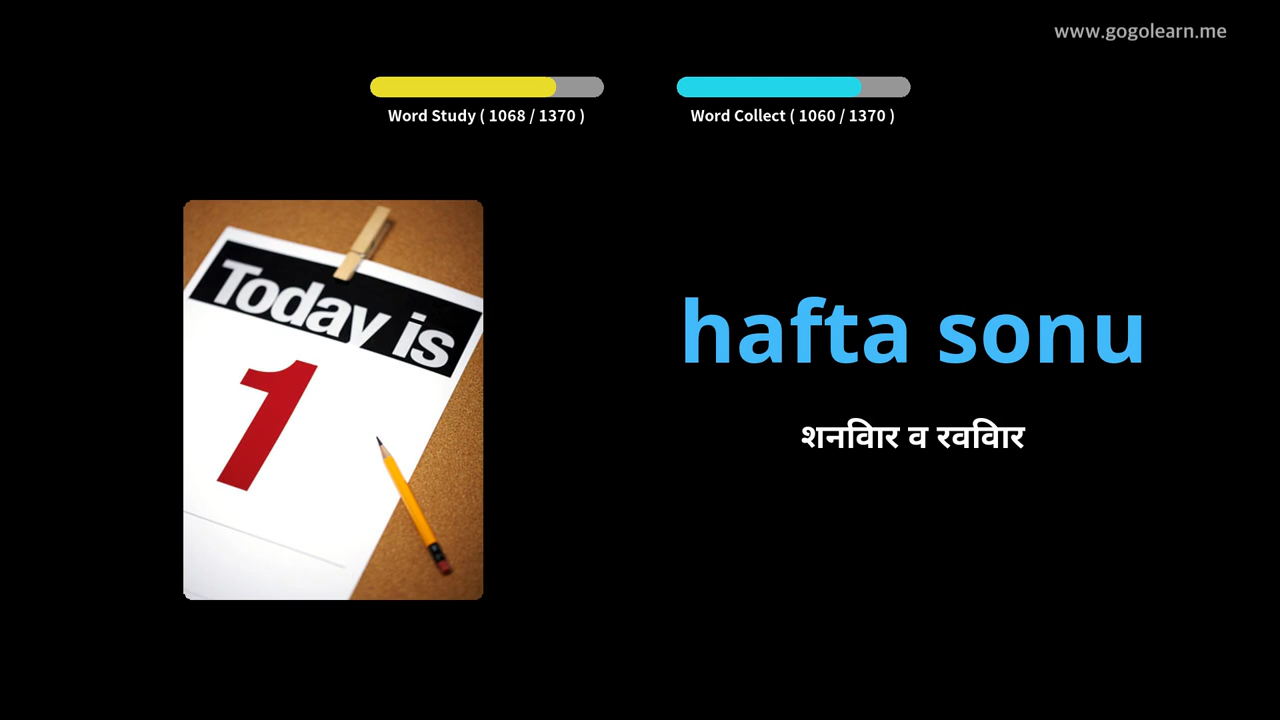 www.gogolearn.me
Word Study ( 1068 / 1370 )
Word Collect ( 1060 / 1370 )
Today is
1
hafta sonu
शनिवार व रविवार